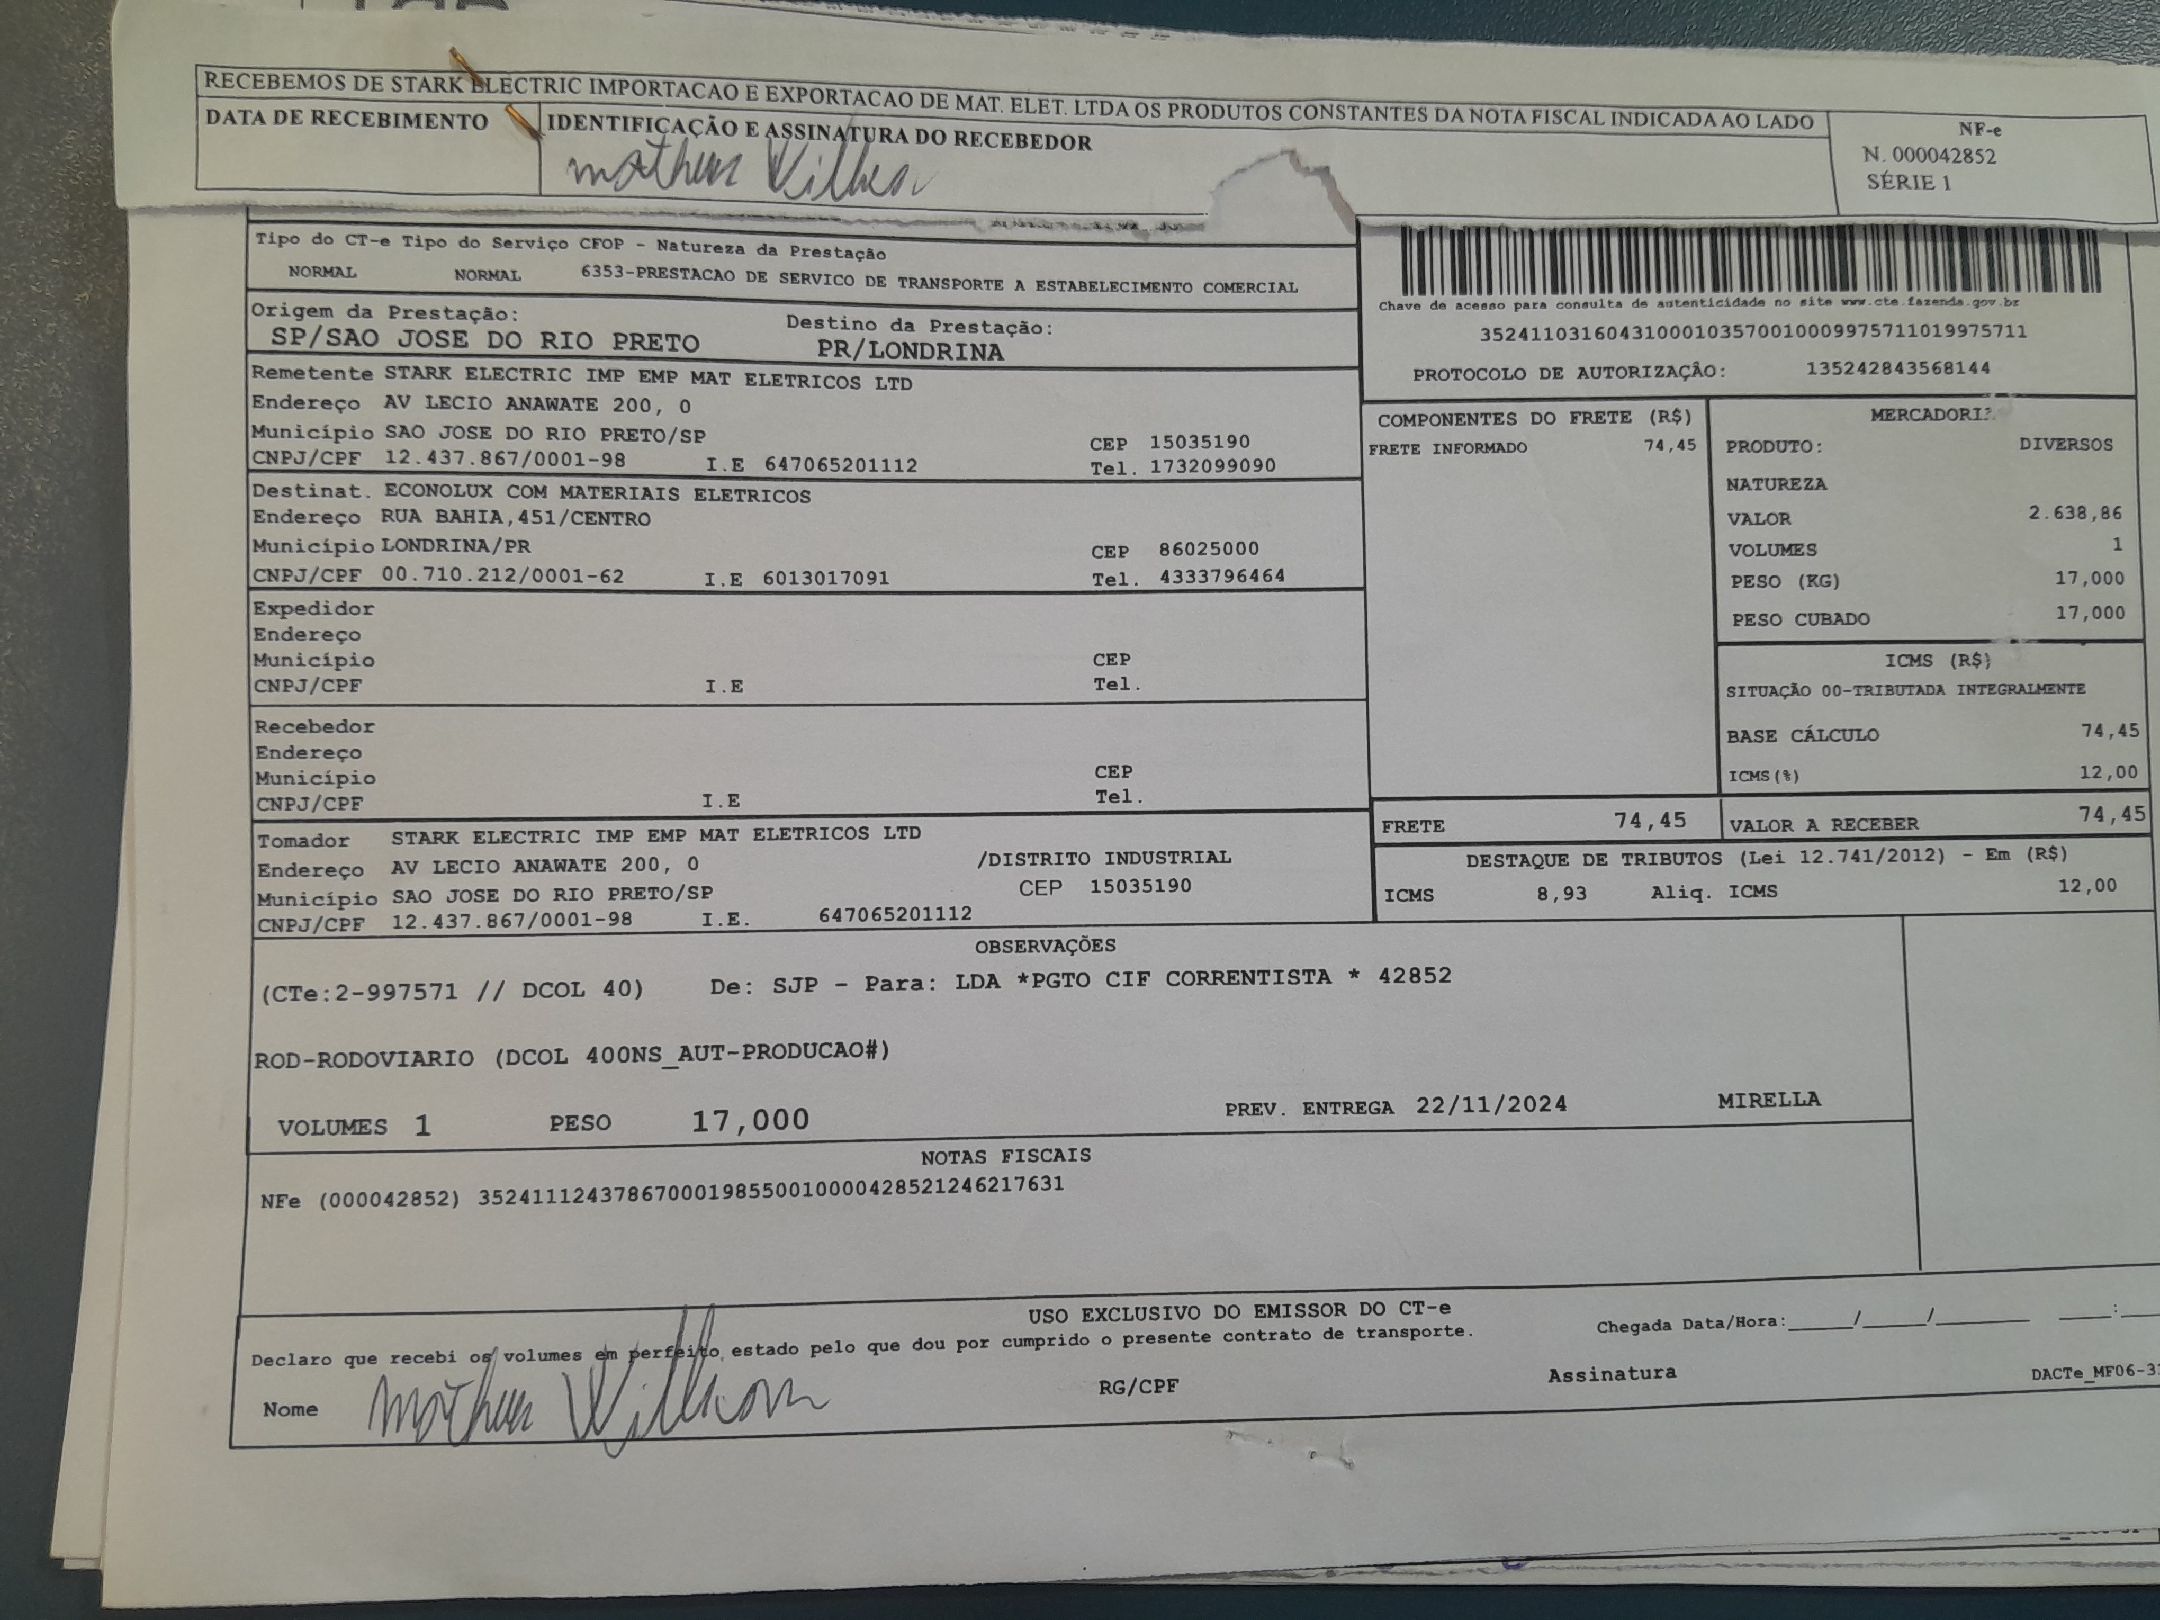 RECEBEMOS DE STARK ELECTRIC IMPORTACAO E EXPORTACAO DE MAT. ELET. LTDA OS PRODUTOS CONSTANTES DA NOTA FISCAL INDICADA AO LADO
DATA DE RECEBIMENTO
IDENTIFICAÇÃO E ASSINATURA DO RECEBEDOR
NF-e
N. 000042852
SÉRIE 1
Tipo do CT-e Tipo do Serviço CFOP - Natureza da Prestação
NORMAL NORMAL 6353-PRESTACAO DE SERVICO DE TRANSPORTE A ESTABELECIMENTO COMERCIAL
Chave de acesso para consulta de autenticidade no site www.cte.fazenda.gov.br
35241103160431000103570010009975711019975711
PROTOCOLO DE AUTORIZAÇÃO: 135242843568144
Origem da Prestação: Destino da Prestação:
SP/SAO JOSE DO RIO PRETO PR/LONDRINA
Remetente STARK ELECTRIC IMP EMP MAT ELETRICOS LTD
Endereço AV LECIO ANAWATE 200, 0
Município SAO JOSE DO RIO PRETO/SP CEP 15035190
CNPJ/CPF 12.437.867/0001-98 I.E 647065201112 Tel. 1732099090
Destinat. ECONOLUX COM MATERIAIS ELETRICOS
Endereço RUA BAHIA,451/CENTRO
Município LONDRINA/PR CEP 86025000
CNPJ/CPF 00.710.212/0001-62 I.E 6013017091 Tel. 4333796464
Expedidor
Endereço
Município CEP
CNPJ/CPF I.E Tel.
Recebedor
Endereço
Município CEP
CNPJ/CPF I.E Tel.
Tomador STARK ELECTRIC IMP EMP MAT ELETRICOS LTD
Endereço AV LECIO ANAWATE 200, 0 /DISTRITO INDUSTRIAL
Município SAO JOSE DO RIO PRETO/SP CEP 15035190
CNPJ/CPF 12.437.867/0001-98 I.E. 647065201112
COMPONENTES DO FRETE (R$)
FRETE INFORMADO 74,45
PRODUTO: DIVERSOS
NATUREZA
VALOR 2.638,86
VOLUMES 1
PESO (KG) 17,000
PESO CUBADO 17,000
ICMS (R$)
SITUAÇÃO 00-TRIBUTADA INTEGRALMENTE
BASE CÁLCULO 74,45
ICMS(%) 12,00
FRETE 74,45 VALOR A RECEBER 74,45
DESTAQUE DE TRIBUTOS (Lei 12.741/2012) - Em (R$)
ICMS 8,93 Aliq. ICMS 12,00
OBSERVAÇÕES
(CTe:2-997571 // DCOL 40) De: SJP - Para: LDA *PGTO CIF CORRENTISTA * 42852
ROD-RODOVIARIO (DCOL 400NS_AUT-PRODUCAO#)
VOLUMES 1 PESO 17,000 PREV. ENTREGA 22/11/2024 MIRELLA
NOTAS FISCAIS
NFe (000042852) 35241112437867000198550010000428521246217631
USO EXCLUSIVO DO EMISSOR DO CT-e
Declaro que recebi os volumes em perfeito estado pelo que dou por cumprido o presente contrato de transporte.
Chegada Data/Hora:_____/_____/_______ ____:
Nome RG/CPF Assinatura